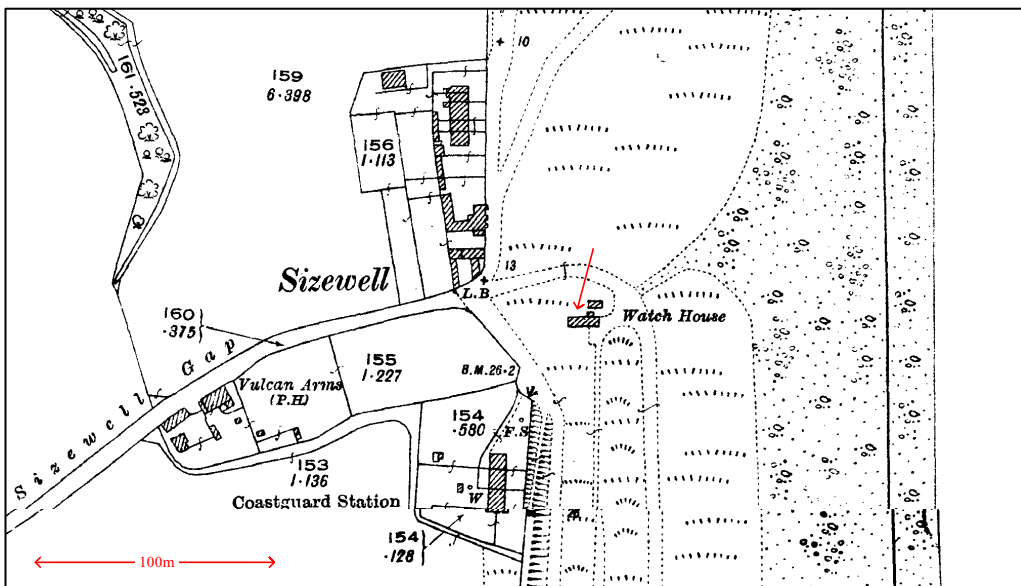 161
·523
159
6·398
10
156
1·113
Sizewell
13
L.B
Watch House
160
·375
155
1·227
B.M.26·2
Vulcan Arms
(P.H)
154
·580
F.S
Sizewell Gap
153
1·136
W
Coastguard Station
154
·128
100m